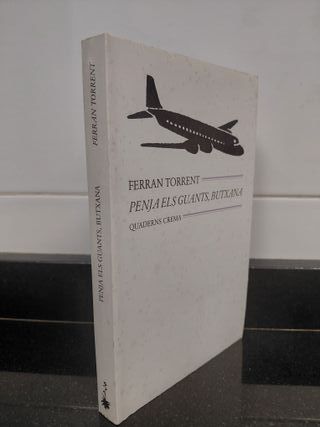 FERRAN TORRENT
PENJA ELS GUANTS, BUTXANA
QUADERNS CREMA
PENJA ELS GUANTS, BUTXANA
FERRAN TORRENT